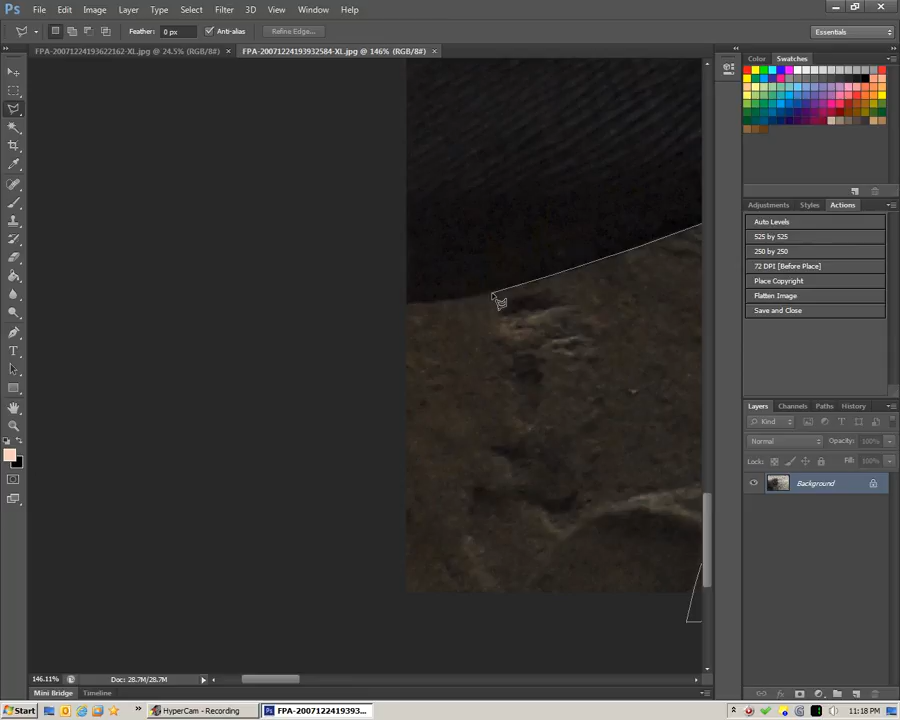 Ps File Edit Image Layer Type Select Filter 3D View Window Help
Feather: 0 px Anti-alias Refine Edge... Essentials
FPA-2007122419362162-XL.jpg @ 24.5% (RGB/8#) × FPA-20071224193932584-XL.jpg @ 146% (RGB/8#) ×
Color Swatches
Adjustments Styles Actions
Auto Levels
525 by 525
250 by 250
72 DPI [Before Place]
Place Copyright
Flatten Image
Save and Close
Layers Channels Paths History
Kind
Normal Opacity: 100%
Lock: Fill: 100%
Background
146.11% Doc: 28.7M/28.7M
Mini Bridge Timeline
Start HyperCam - Recording FPA-200712241939332... 11:18 PM